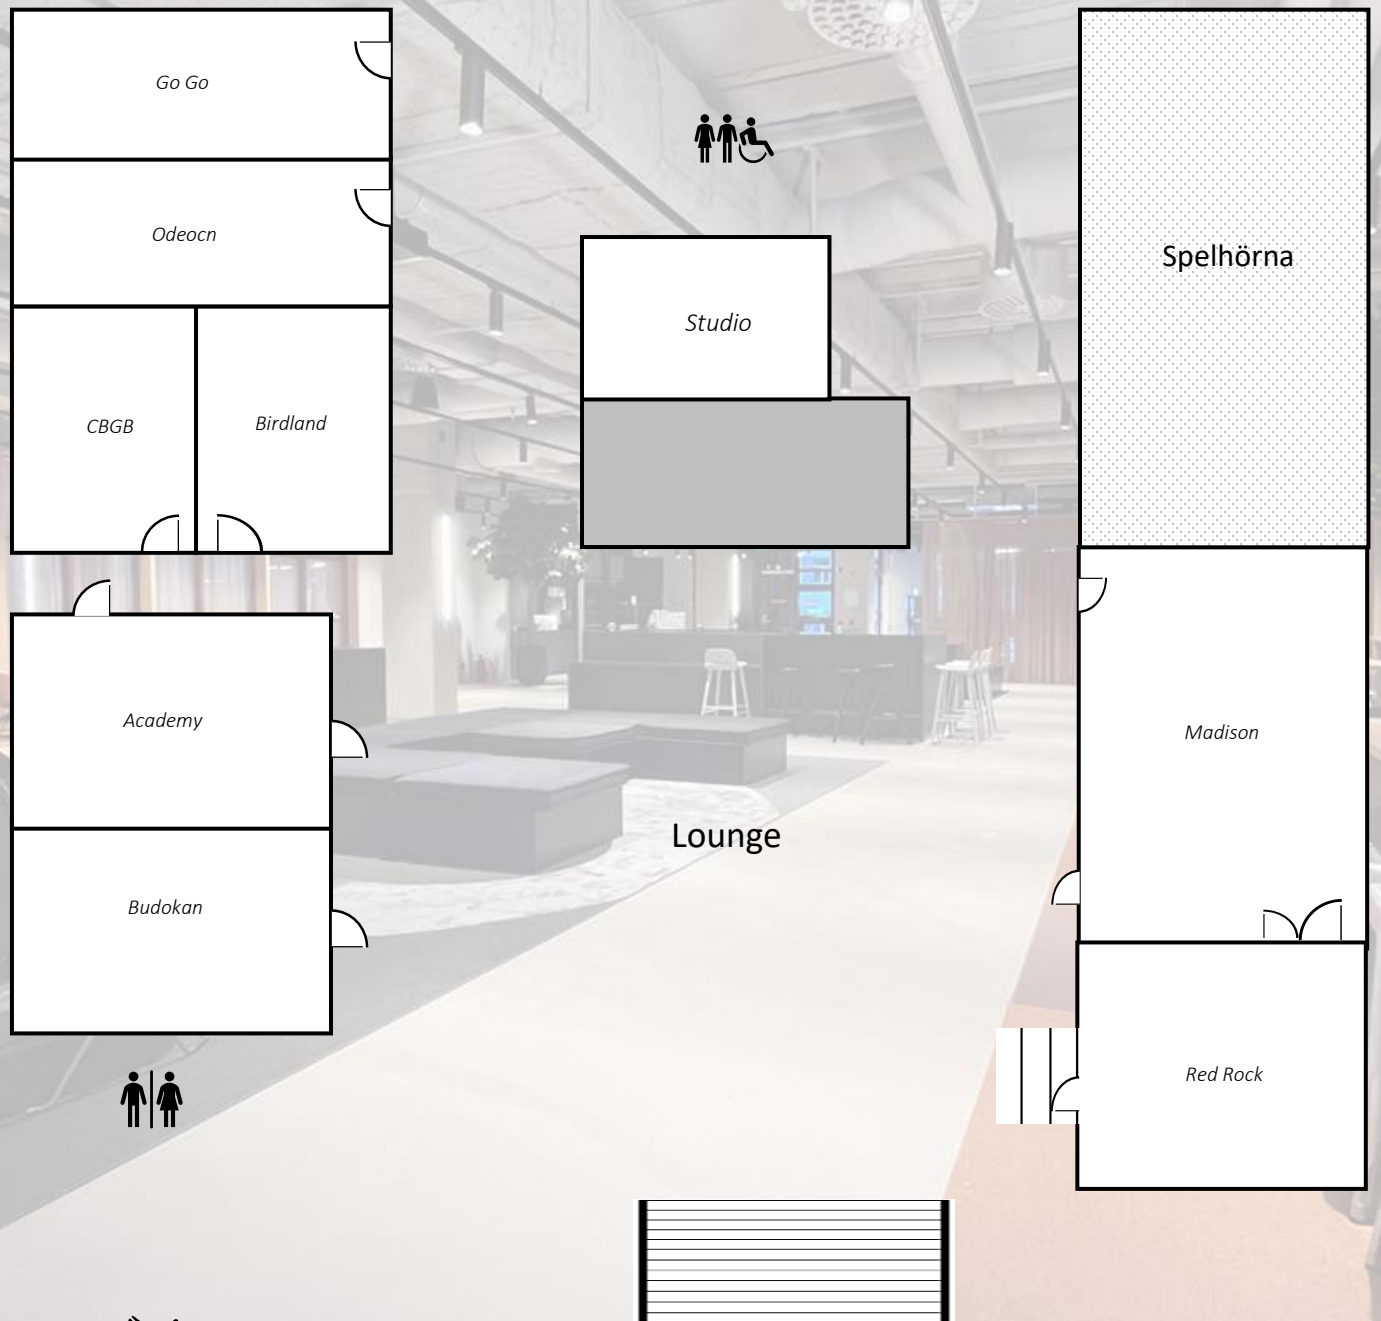 Go Go
Odeocn
Spelhörna
Studio
CBGB
Birdland
Academy
Madison
Lounge
Budokan
Red Rock